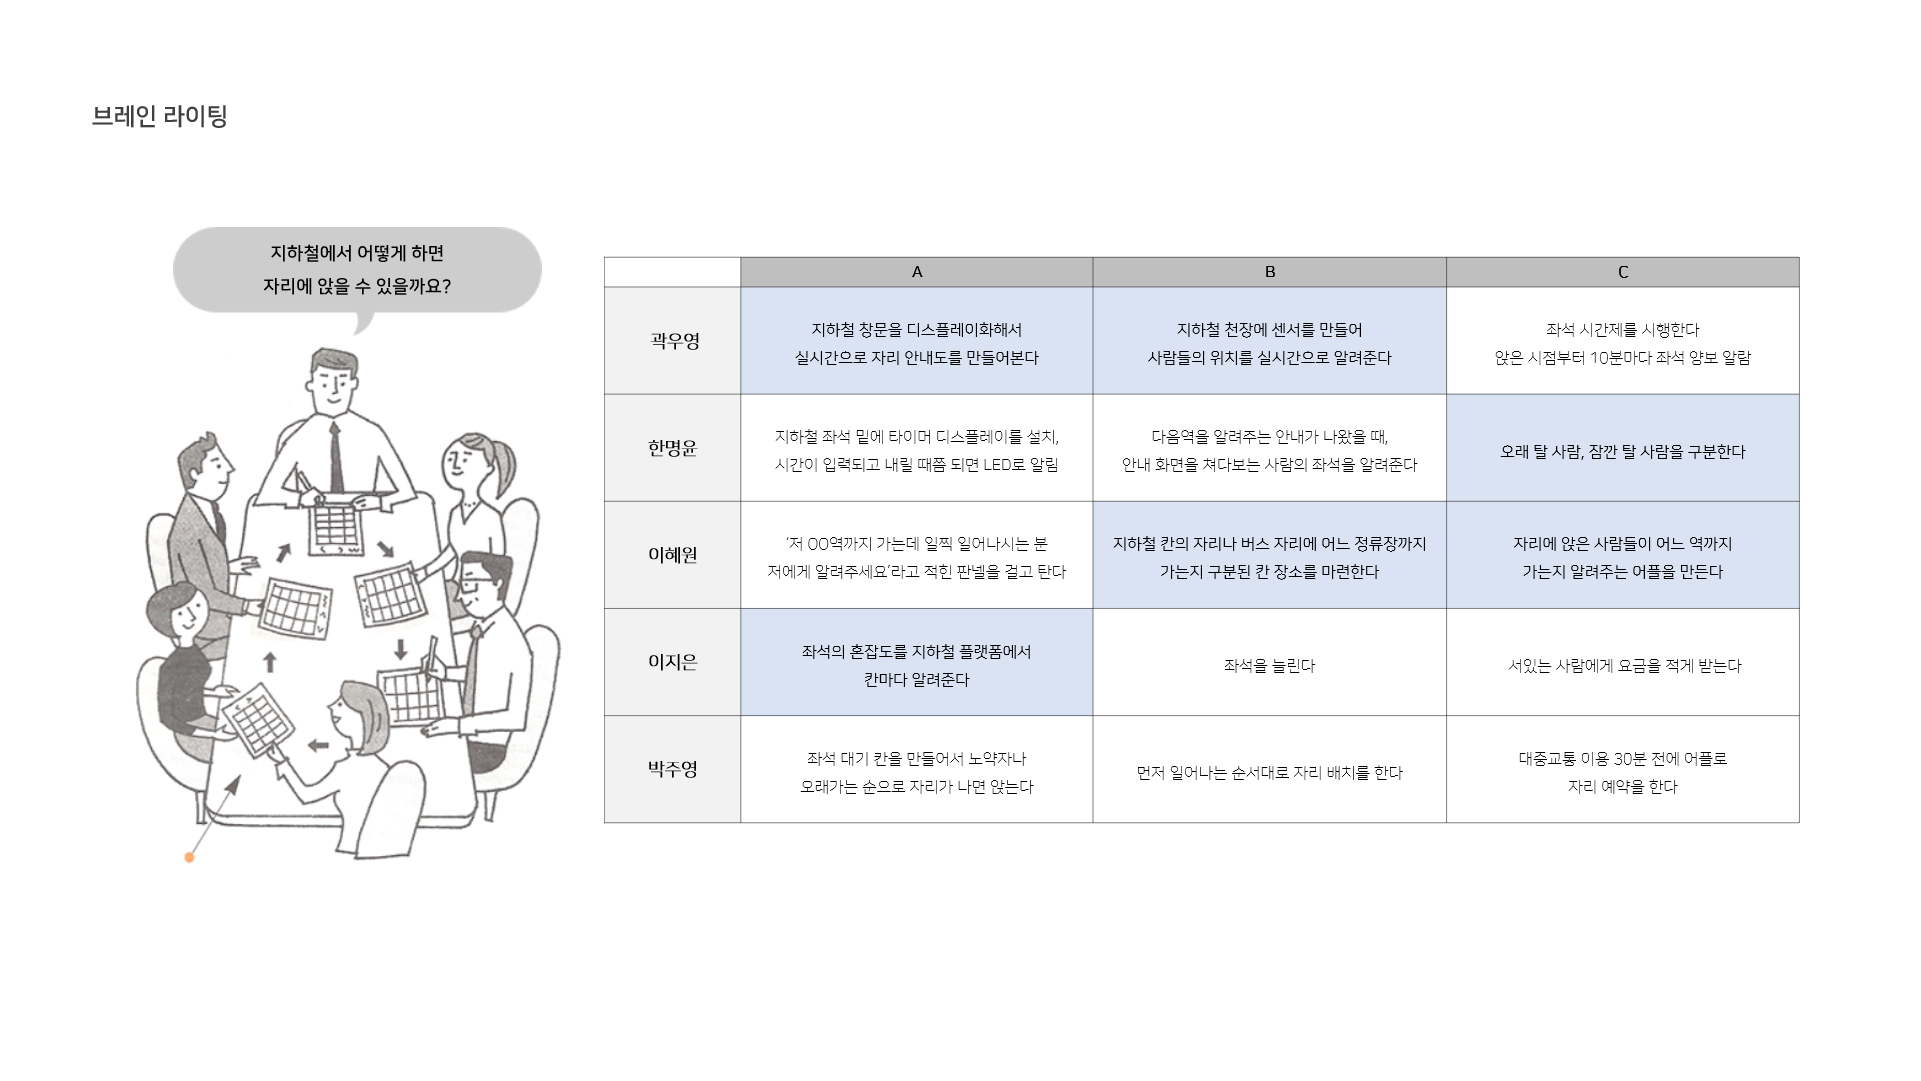 브레인 라이팅
지하철에서 어떻게 하면
자리에 앉을 수 있을까요?
A
B
C
곽우영
지하철 창문을 디스플레이화해서
실시간으로 자리 안내도를 만들어본다
지하철 천장에 센서를 만들어
사람들의 위치를 실시간으로 알려준다
좌석 시간제를 시행한다
앉은 시점부터 10분마다 좌석 양보 알람
한명윤
지하철 좌석 밑에 타이머 디스플레이를 설치,
시간이 입력되고 내릴 때쯤 되면 LED로 알림
다음역을 알려주는 안내가 나왔을 때,
안내 화면을 쳐다보는 사람의 좌석을 알려준다
오래 탈 사람, 잠깐 탈 사람을 구분한다
이혜원
‘저 OO역까지 가는데 일찍 일어나시는 분
저에게 알려주세요’라고 적힌 판넬을 걸고 탄다
지하철 칸의 자리나 버스 자리에 어느 정류장까지
가는지 구분된 칸 장소를 마련한다
자리에 앉은 사람들이 어느 역까지
가는지 알려주는 어플을 만든다
이지은
좌석의 혼잡도를 지하철 플랫폼에서
칸마다 알려준다
좌석을 늘린다
서있는 사람에게 요금을 적게 받는다
박주영
좌석 대기 칸을 만들어서 노약자나
오래가는 순으로 자리가 나면 앉는다
먼저 일어나는 순서대로 자리 배치를 한다
대중교통 이용 30분 전에 어플로
자리 예약을 한다